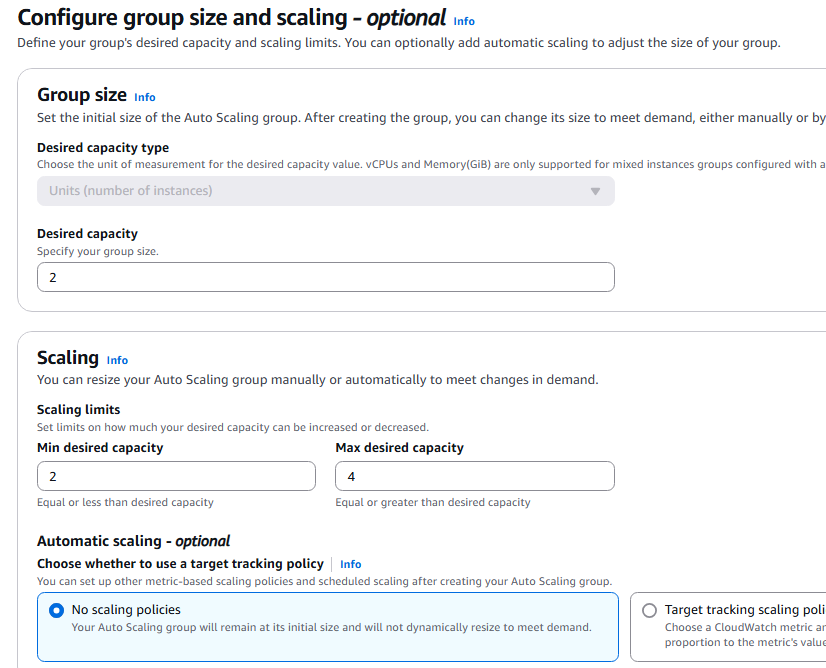 Configure group size and scaling - optional Info
Define your group's desired capacity and scaling limits. You can optionally add automatic scaling to adjust the size of your group.
Group size Info
Set the initial size of the Auto Scaling group. After creating the group, you can change its size to meet demand, either manually or by
Desired capacity type
Choose the unit of measurement for the desired capacity value. vCPUs and Memory(GiB) are only supported for mixed instances groups configured with a
Units (number of instances)
Desired capacity
Specify your group size.
2
Scaling Info
You can resize your Auto Scaling group manually or automatically to meet changes in demand.
Scaling limits
Set limits on how much your desired capacity can be increased or decreased.
Min desired capacity
Max desired capacity
2
4
Equal or less than desired capacity
Equal or greater than desired capacity
Automatic scaling - optional
Choose whether to use a target tracking policy Info
You can set up other metric-based scaling policies and scheduled scaling after creating your Auto Scaling group.
No scaling policies
Your Auto Scaling group will remain at its initial size and will not dynamically resize to meet demand.
Target tracking scaling poli
Choose a CloudWatch metric an
proportion to the metric's value